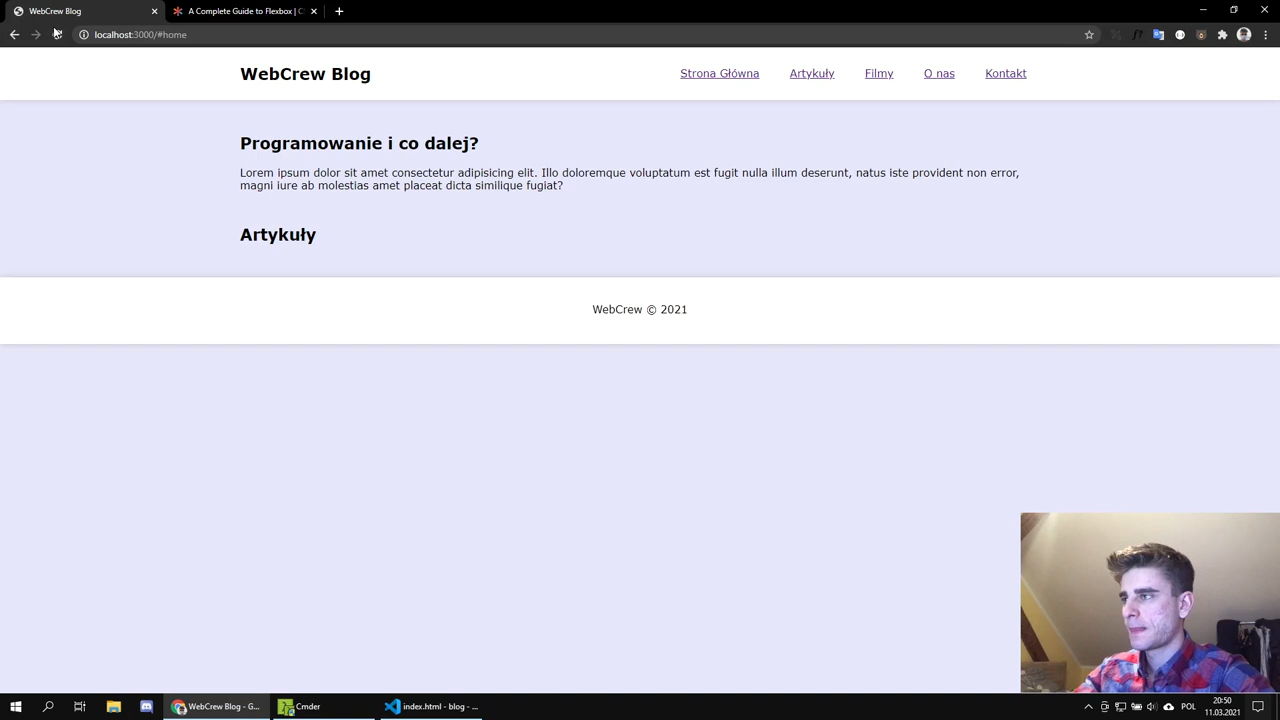 WebCrew Blog
A Complete Guide to Flexbox | C
localhost:3000/#home
WebCrew Blog
Strona Główna Artykuły Filmy O nas Kontakt
Programowanie i co dalej?
Lorem ipsum dolor sit amet consectetur adipisicing elit. Illo doloremque voluptatum est fugit nulla illum deserunt, natus iste provident non error,
magni iure ab molestias amet placeat dicta similique fugiat?
Artykuły
WebCrew © 2021
WebCrew Blog - G...
Cmder
index.html - blog - ...
POL
20:50
11.03.2021